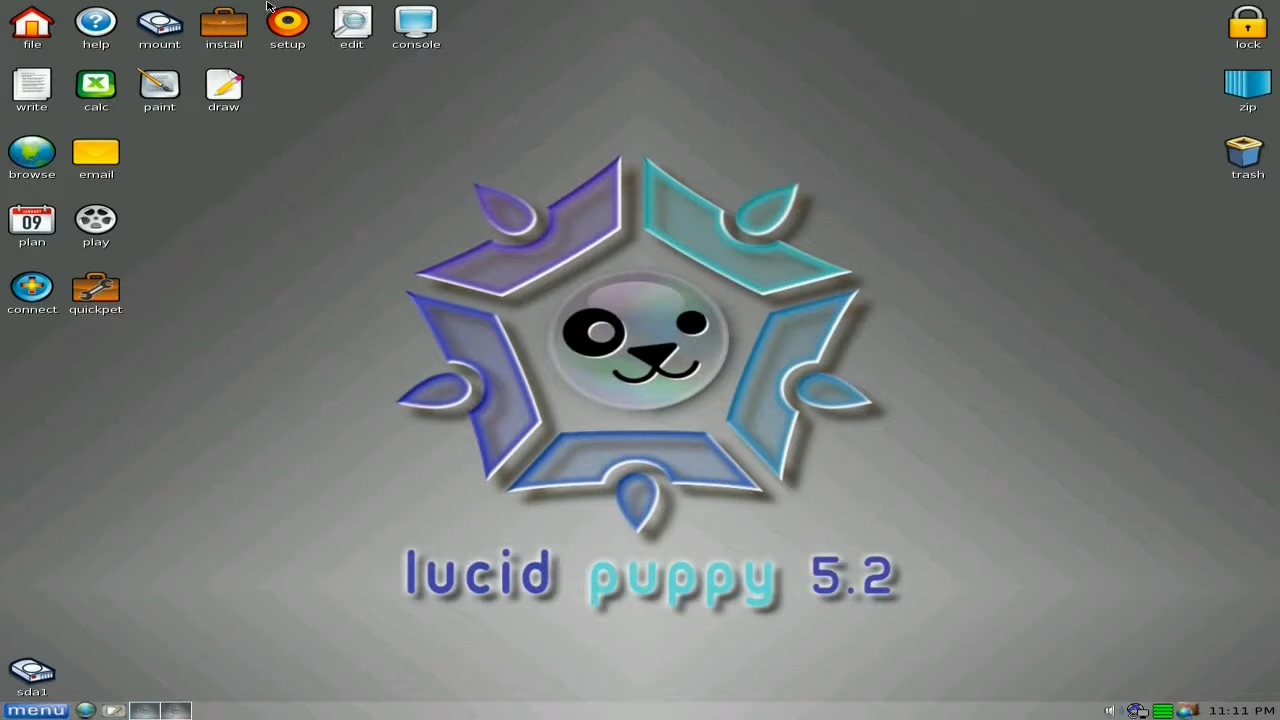 file help mount install setup edit console lock
write calc paint draw zip
browse email trash
JANUARY
09
plan play
connect quickpet
lucid puppy 5.2
sda1
menu 11:11 PM